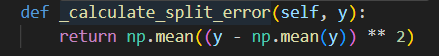 def _calculate_split_error(self, y):
    return np.mean((y - np.mean(y)) ** 2)